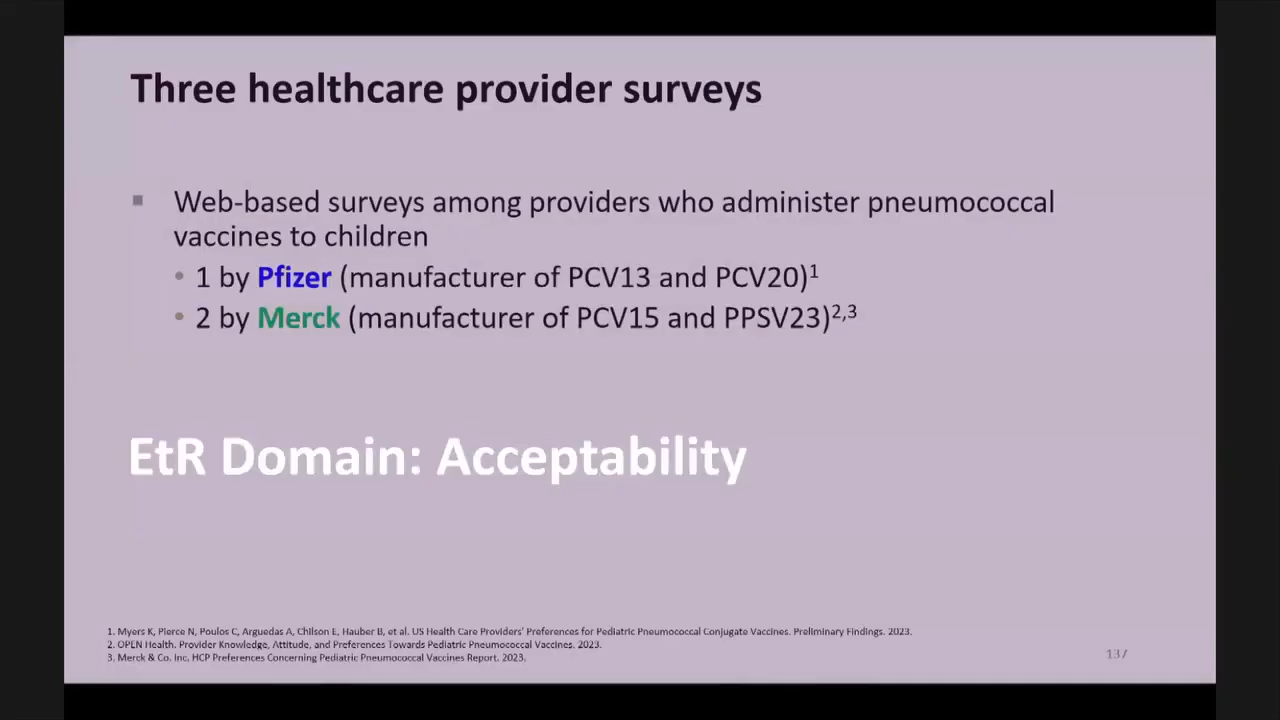 Three healthcare provider surveys
Web-based surveys among providers who administer pneumococcal
vaccines to children
• 1 by Pfizer (manufacturer of PCV13 and PCV20)1
• 2 by Merck (manufacturer of PCV15 and PPSV23)2,3
EtR Domain: Acceptability
1. Myers K, Pierce N, Poulos C, Arguedas A, Chilson E, Hauber B, et al. US Health Care Providers' Preferences for Pediatric Pneumococcal Conjugate Vaccines. Preliminary Findings. 2023.
2. OPEN Health. Provider Knowledge, Attitude, and Preferences Towards Pediatric Pneumococcal Vaccines. 2023.
3. Merck & Co. Inc. HCP Preferences Concerning Pediatric Pneumococcal Vaccines Report. 2023.
137